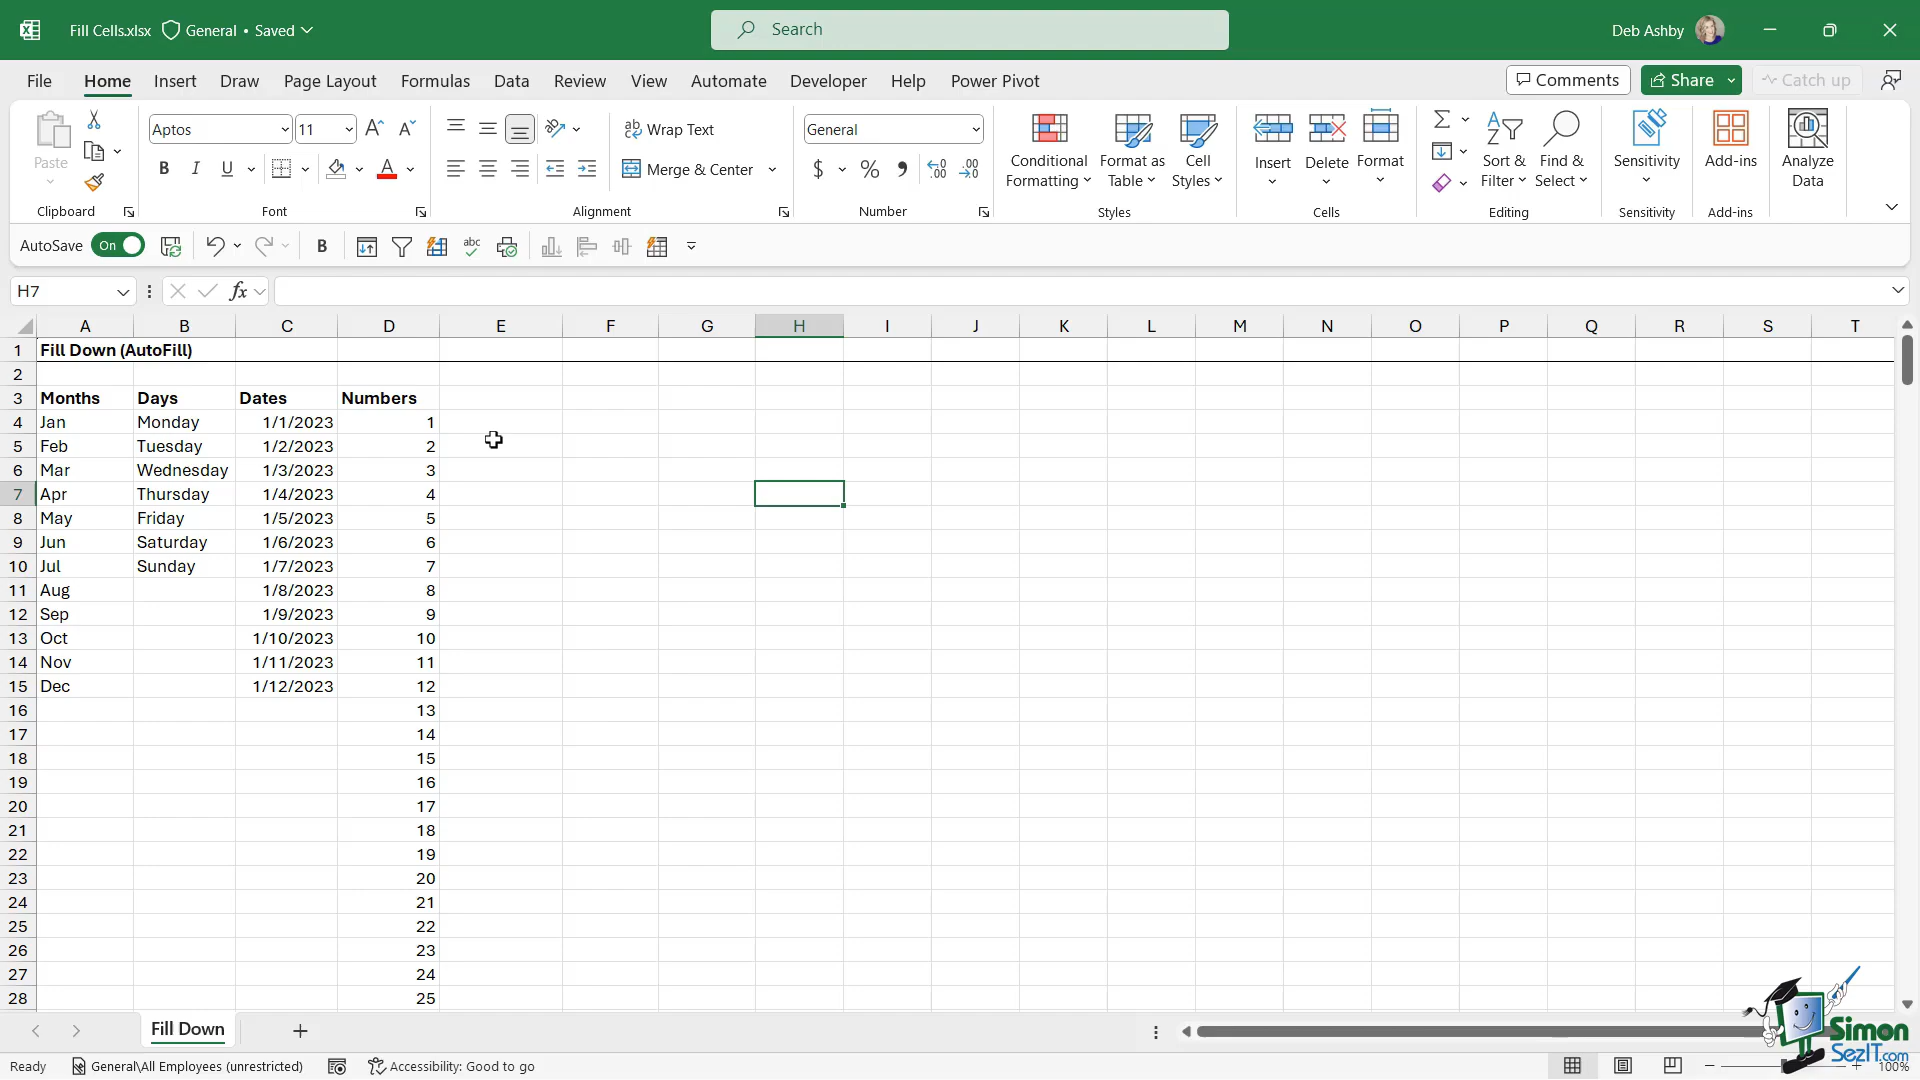 Fill Cells.xlsx General • Saved Search Deb Ashby
File Home Insert Draw Page Layout Formulas Data Review View Automate Developer Help Power Pivot Comments Share Catch up
Paste Aptos 11 Wrap Text General Conditional Formatting Format as Table Cell Styles Insert Delete Format Sort & Filter Find & Select Sensitivity Add-ins Analyze Data
B I U A Merge & Center $ %
Clipboard Font Alignment Number Styles Cells Editing Sensitivity Add-ins
AutoSave On B abc
H7 fx
A B C D E F G H I J K L M N O P Q R S T
1 Fill Down (AutoFill)
2
3 Months Days Dates Numbers
4 Jan Monday 1/1/2023 1
5 Feb Tuesday 1/2/2023 2
6 Mar Wednesday 1/3/2023 3
7 Apr Thursday 1/4/2023 4
8 May Friday 1/5/2023 5
9 Jun Saturday 1/6/2023 6
10 Jul Sunday 1/7/2023 7
11 Aug 1/8/2023 8
12 Sep 1/9/2023 9
13 Oct 1/10/2023 10
14 Nov 1/11/2023 11
15 Dec 1/12/2023 12
16 13
17 14
18 15
19 16
20 17
21 18
22 19
23 20
24 21
25 22
26 23
27 24
28 25
Fill Down
Simon
SezIT.com
Ready General\All Employees (unrestricted) Accessibility: Good to go 100%